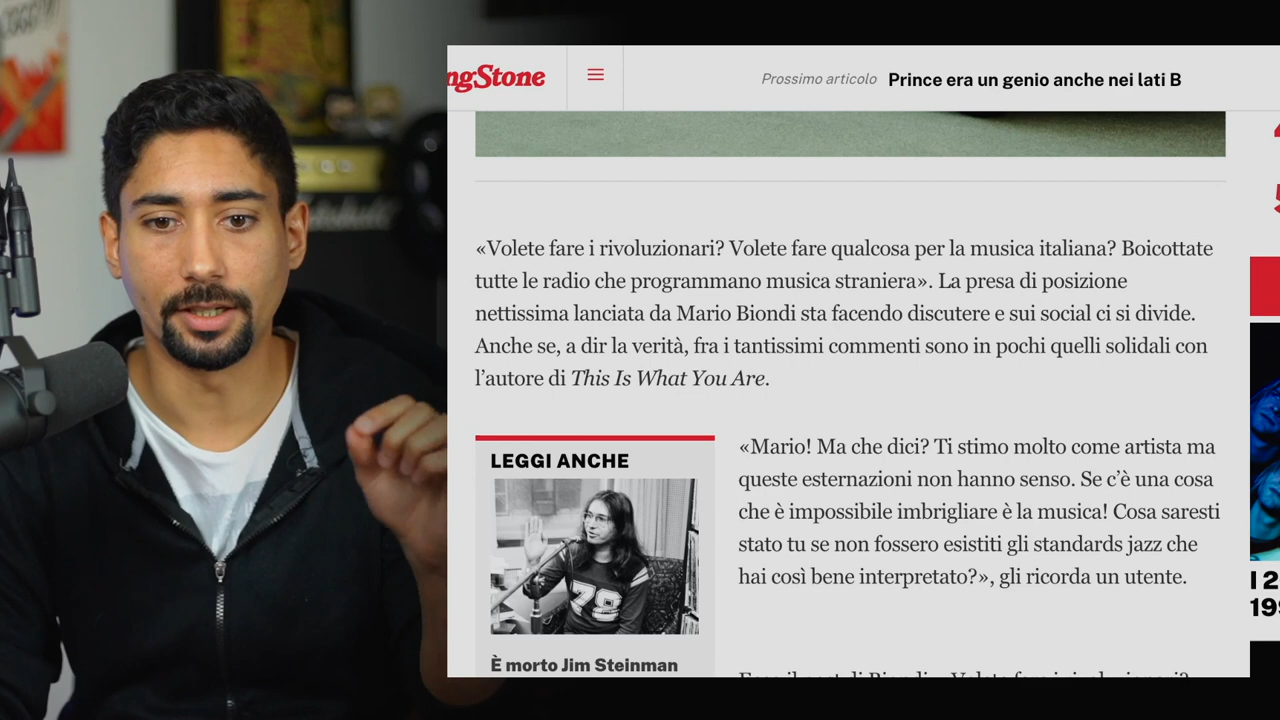 ngStone
Prossimo articolo Prince era un genio anche nei lati B
«Volete fare i rivoluzionari? Volete fare qualcosa per la musica italiana? Boicottate
tutte le radio che programmano musica straniera». La presa di posizione
nettissima lanciata da Mario Biondi sta facendo discutere e sui social ci si divide.
Anche se, a dir la verità, fra i tantissimi commenti sono in pochi quelli solidali con
l’autore di This Is What You Are.
LEGGI ANCHE
78
È morto Jim Steinman
«Mario! Ma che dici? Ti stimo molto come artista ma
queste esternazioni non hanno senso. Se c’è una cosa
che è impossibile imbrigliare è la musica! Cosa saresti
stato tu se non fossero esistiti gli standards jazz che
hai così bene interpretato?», gli ricorda un utente.
I 2
199
Marshall